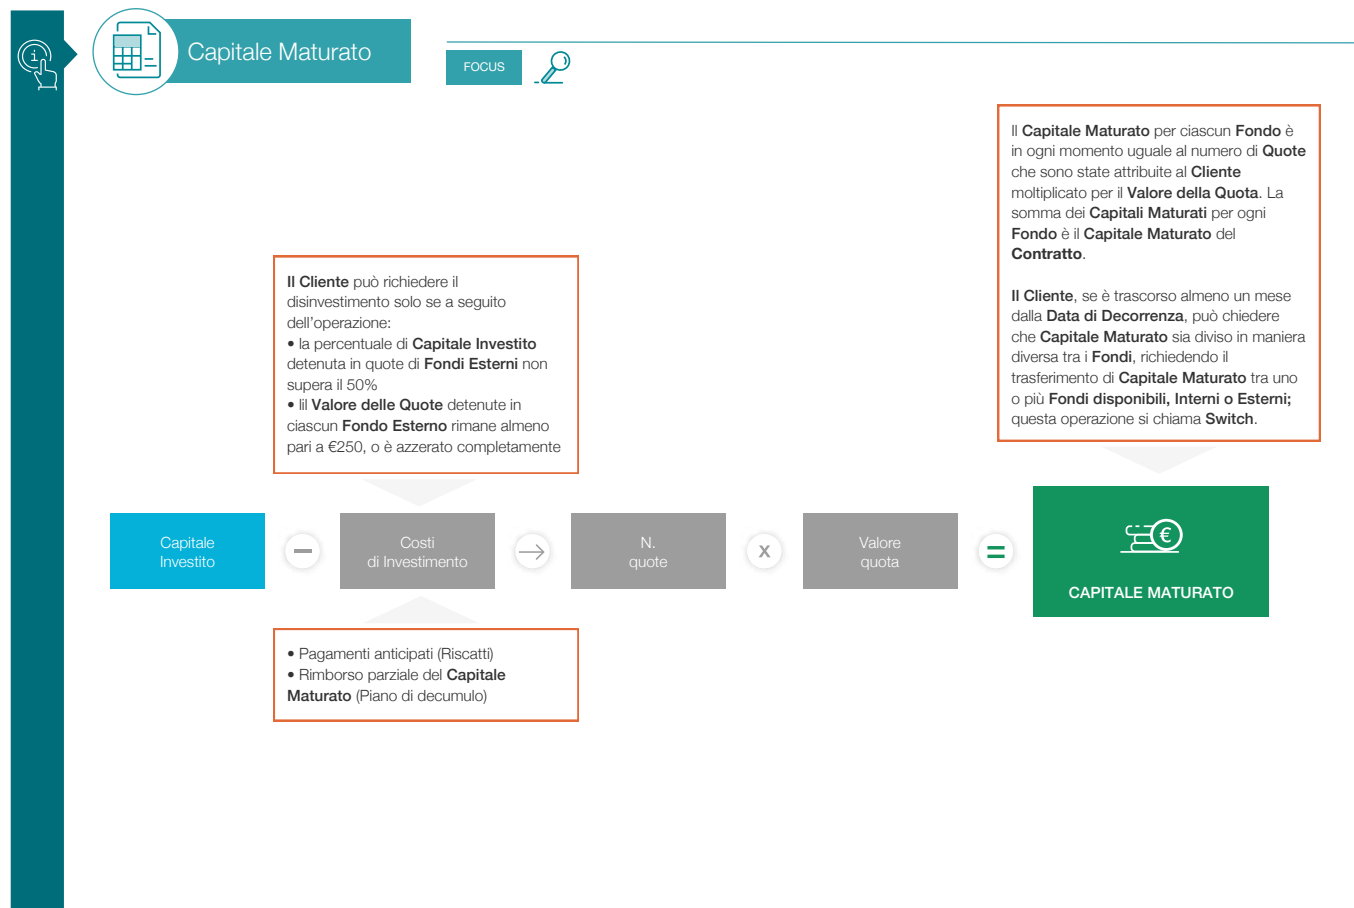 Capitale Maturato
FOCUS
Il Capitale Maturato per ciascun Fondo è
in ogni momento uguale al numero di Quote
che sono state attribuite al Cliente
moltiplicato per il Valore della Quota. La
somma dei Capitali Maturati per ogni
Fondo è il Capitale Maturato del
Contratto.
Il Cliente, se è trascorso almeno un mese
dalla Data di Decorrenza, può chiedere
che Capitale Maturato sia diviso in maniera
diversa tra i Fondi, richiedendo il
trasferimento di Capitale Maturato tra uno
o più Fondi disponibili, Interni o Esterni;
questa operazione si chiama Switch.
Il Cliente può richiedere il
disinvestimento solo se a seguito
dell'operazione:
• la percentuale di Capitale Investito
detenuta in quote di Fondi Esterni non
supera il 50%
• lil Valore delle Quote detenute in
ciascun Fondo Esterno rimane almeno
pari a €250, o è azzerato completamente
Capitale
Investito
−
Costi
di Investimento
→
N.
quote
x
Valore
quota
=
€
CAPITALE MATURATO
• Pagamenti anticipati (Riscatti)
• Rimborso parziale del Capitale
Maturato (Piano di decumulo)